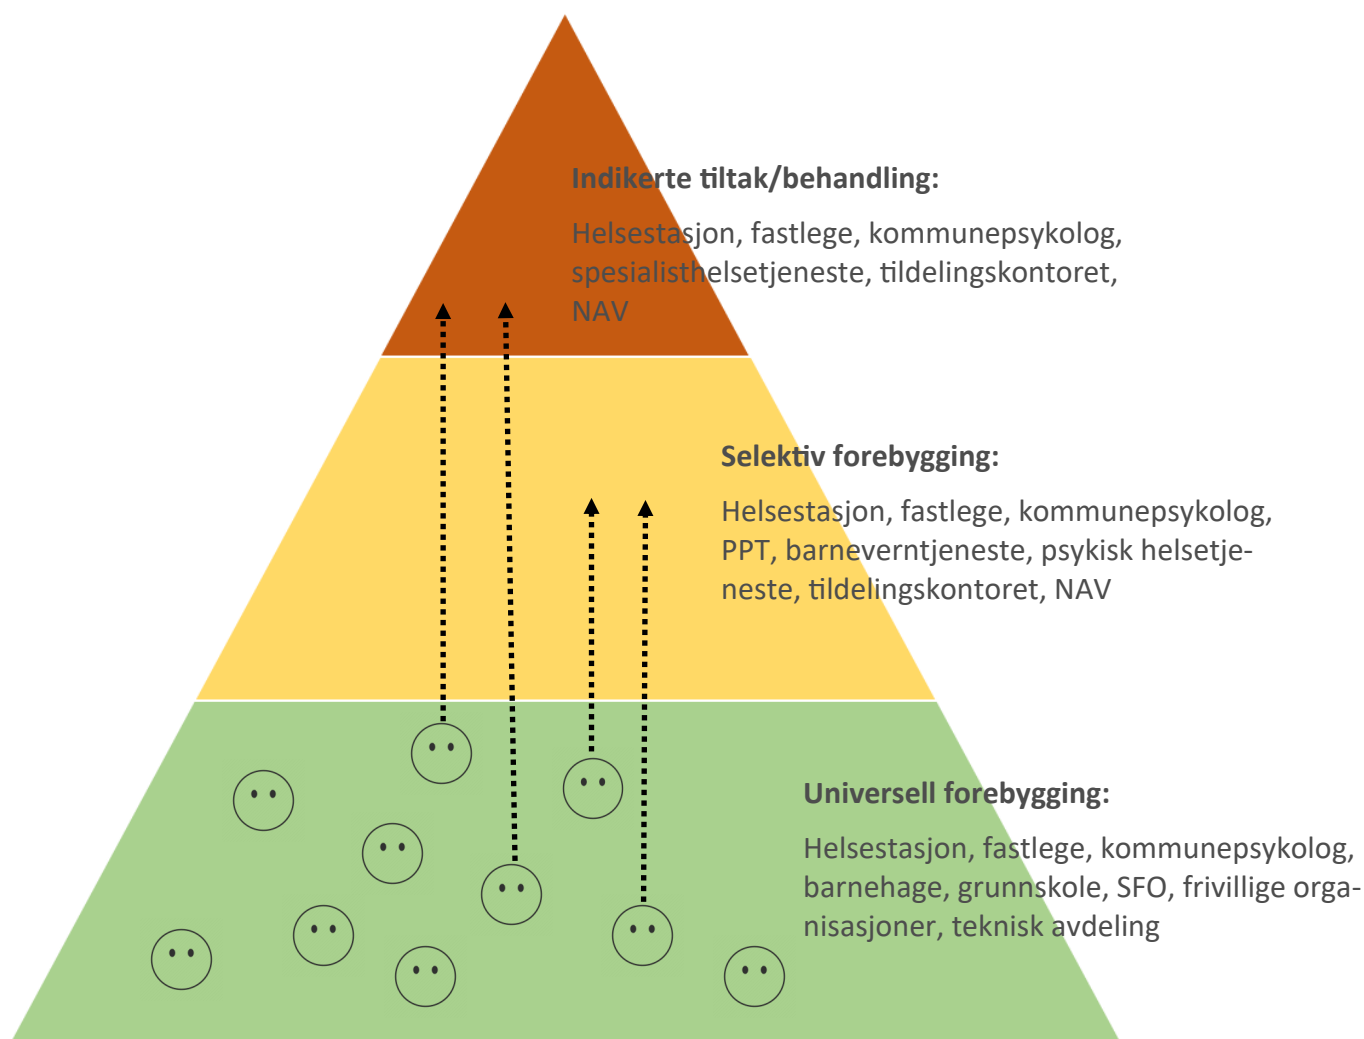 Indikerte tiltak/behandling:
Helsestasjon, fastlege, kommunepsykolog,
spesialisthelsetjeneste, tildelingskontoret,
NAV
Selektiv forebygging:
Helsestasjon, fastlege, kommunepsykolog,
PPT, barneverntjeneste, psykisk helsetje-
neste, tildelingskontoret, NAV
Universell forebygging:
Helsestasjon, fastlege, kommunepsykolog,
barnehage, grunnskole, SFO, frivillige orga-
nisasjoner, teknisk avdeling